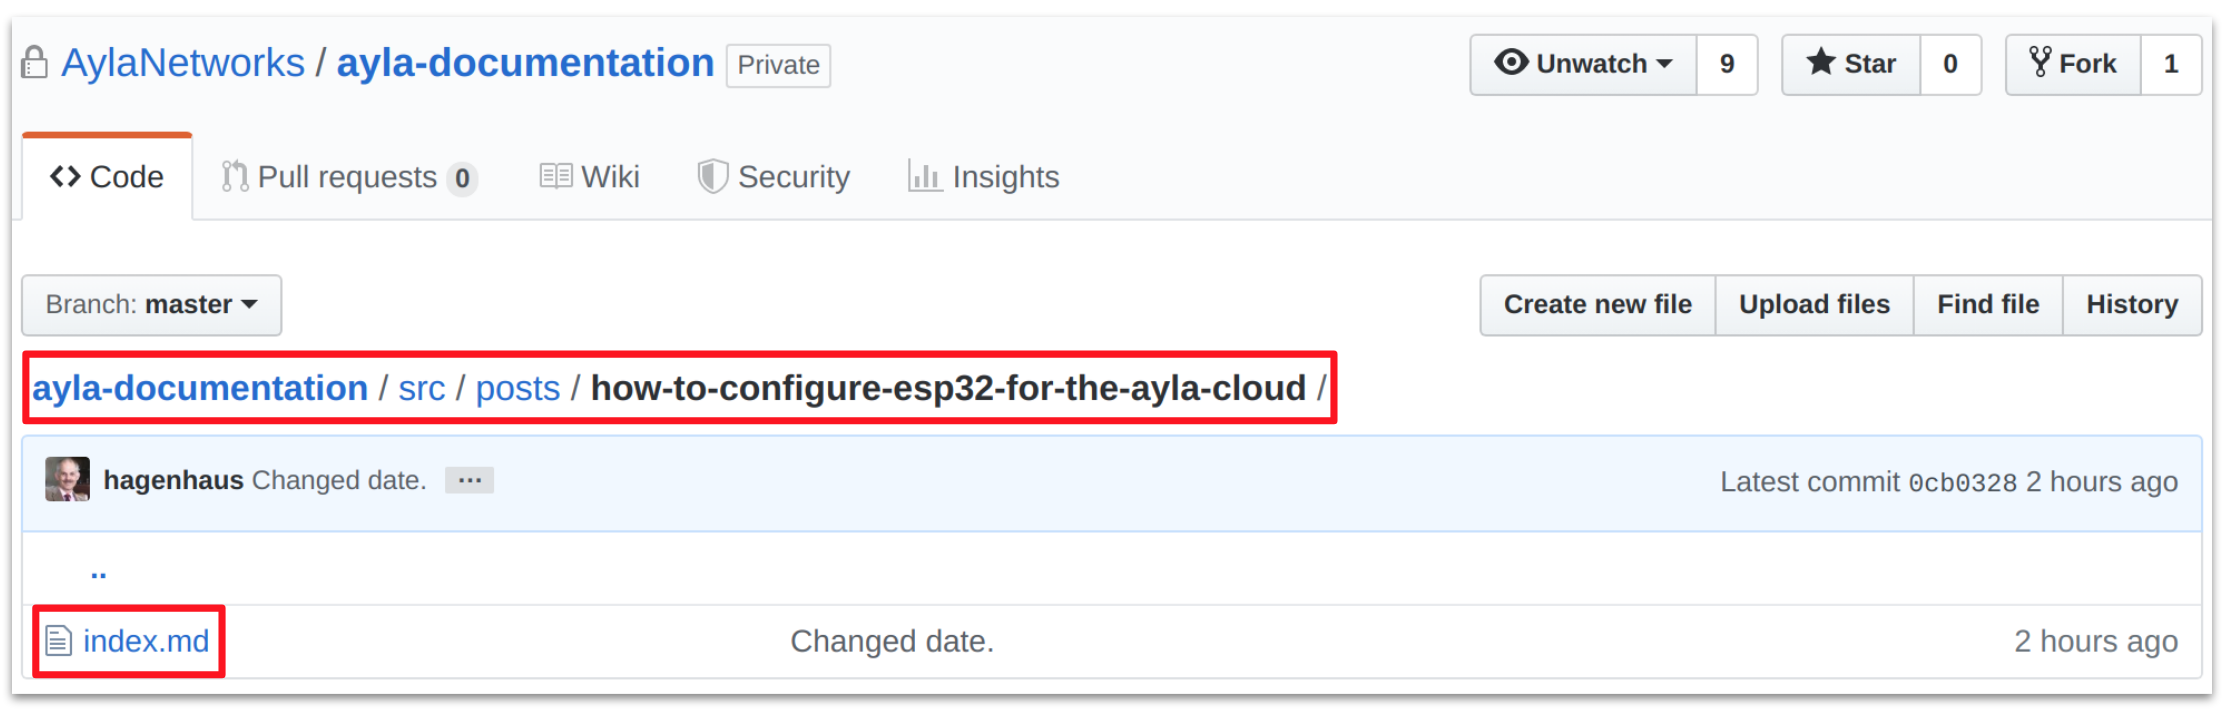 AylaNetworks / ayla-documentation Private Unwatch 9 Star 0 Fork 1
Code Pull requests 0 Wiki Security Insights
Branch: master Create new file Upload files Find file History
ayla-documentation / src / posts / how-to-configure-esp32-for-the-ayla-cloud /
hagenhaus Changed date. ... Latest commit 0cb0328 2 hours ago
..
index.md Changed date. 2 hours ago